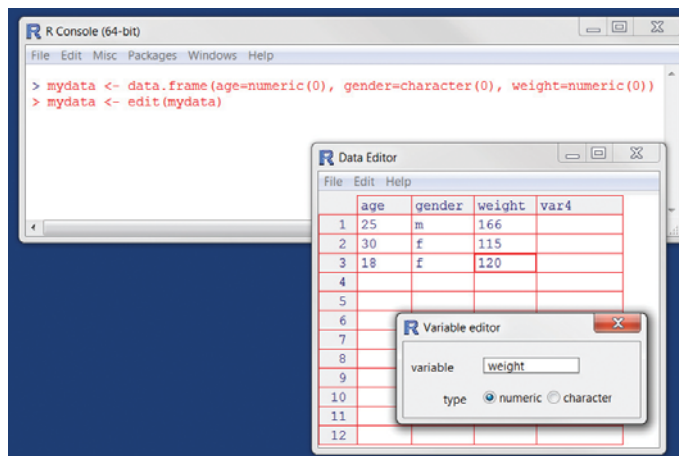 R Console (64-bit)
File Edit Misc Packages Windows Help
> mydata <- data.frame(age=numeric(0), gender=character(0), weight=numeric(0))
> mydata <- edit(mydata)
R Data Editor
File Edit Help
age gender weight var4
1 25 m 166
2 30 f 115
3 18 f 120
4
5
6
7
8
9
10
11
12
R Variable editor
variable weight
type numeric character